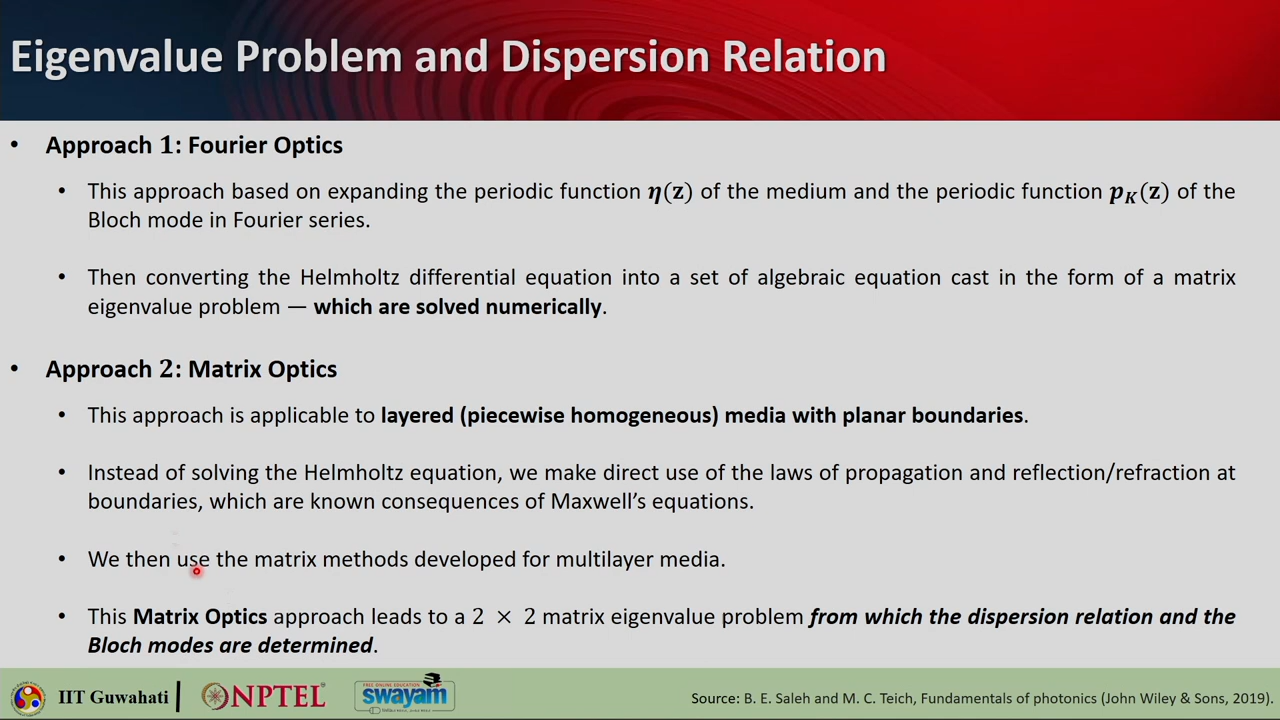 Eigenvalue Problem and Dispersion Relation
• Approach 1: Fourier Optics
• This approach based on expanding the periodic function η(z) of the medium and the periodic function p_K(z) of the
Bloch mode in Fourier series.
• Then converting the Helmholtz differential equation into a set of algebraic equation cast in the form of a matrix
eigenvalue problem — which are solved numerically.
• Approach 2: Matrix Optics
• This approach is applicable to layered (piecewise homogeneous) media with planar boundaries.
• Instead of solving the Helmholtz equation, we make direct use of the laws of propagation and reflection/refraction at
boundaries, which are known consequences of Maxwell's equations.
• We then use the matrix methods developed for multilayer media.
• This Matrix Optics approach leads to a 2 × 2 matrix eigenvalue problem from which the dispersion relation and the
Bloch modes are determined.
IIT Guwahati
NPTEL
FREE ONLINE EDUCATION
swayam
Source: B. E. Saleh and M. C. Teich, Fundamentals of photonics (John Wiley & Sons, 2019).